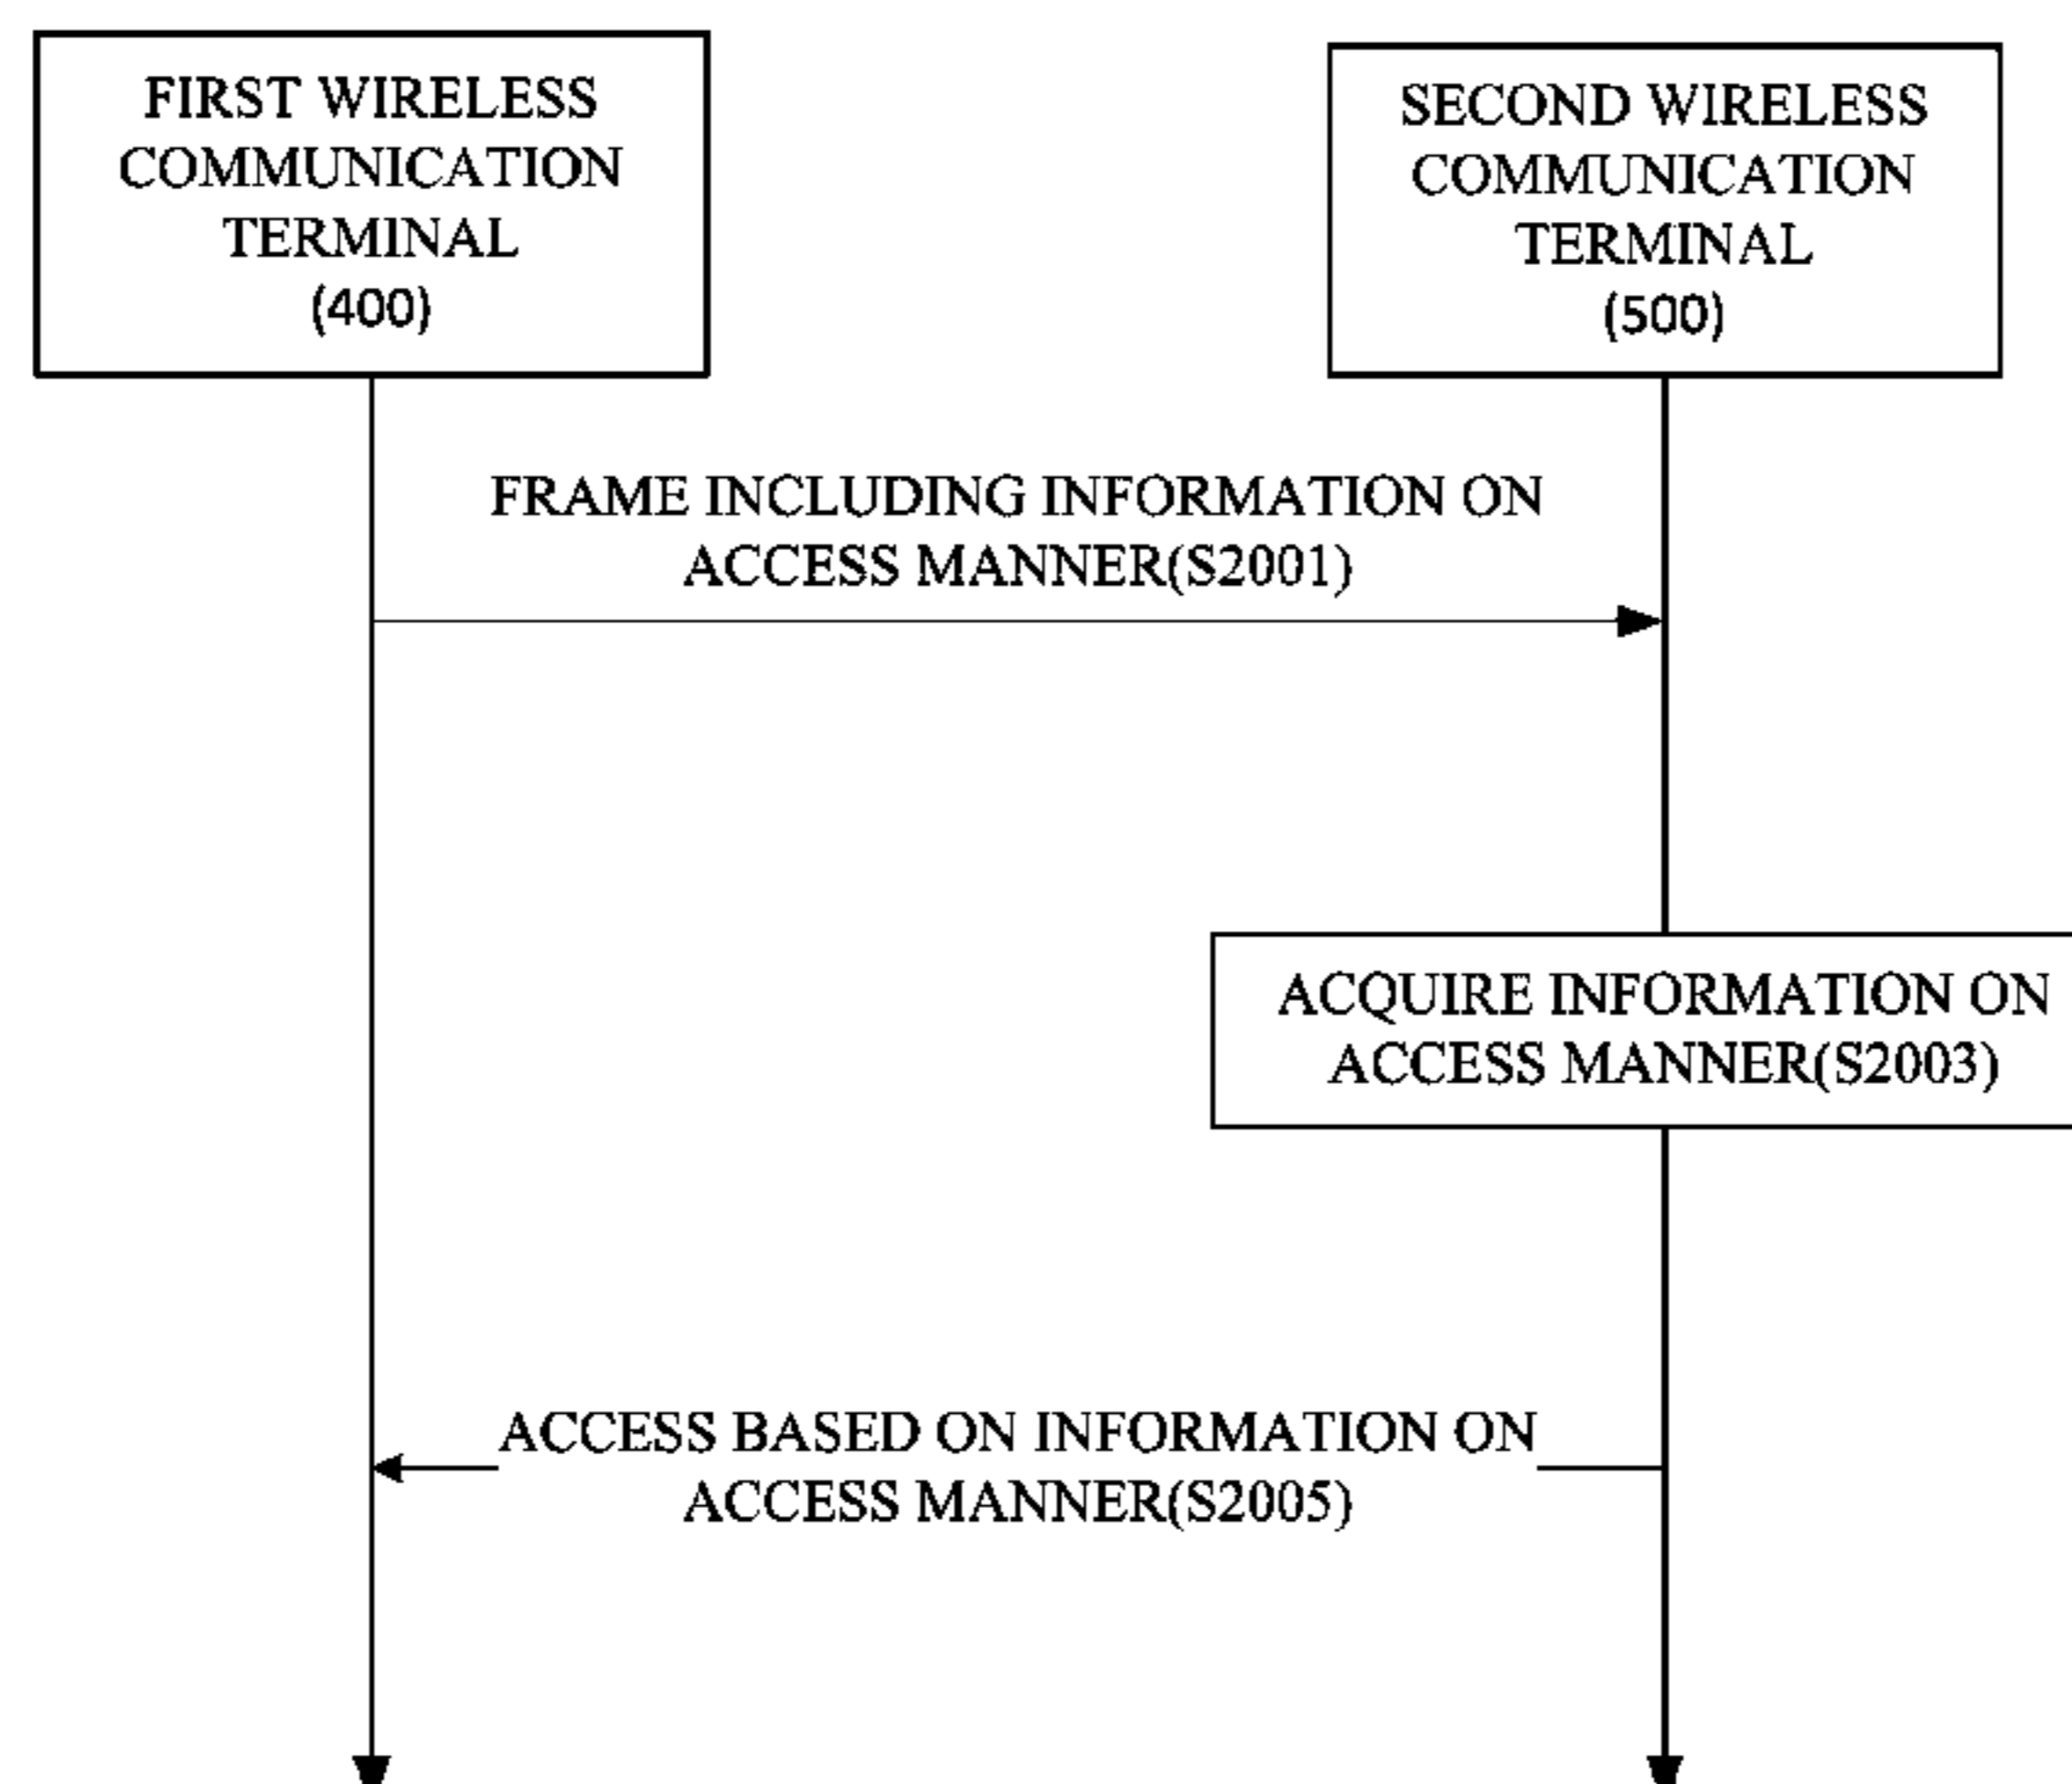 FIRST WIRELESS
COMMUNICATION
TERMINAL
(400)
SECOND WIRELESS
COMMUNICATION
TERMINAL
(500)
FRAME INCLUDING INFORMATION ON
ACCESS MANNER(S2001)
ACQUIRE INFORMATION ON
ACCESS MANNER(S2003)
ACCESS BASED ON INFORMATION ON
ACCESS MANNER(S2005)